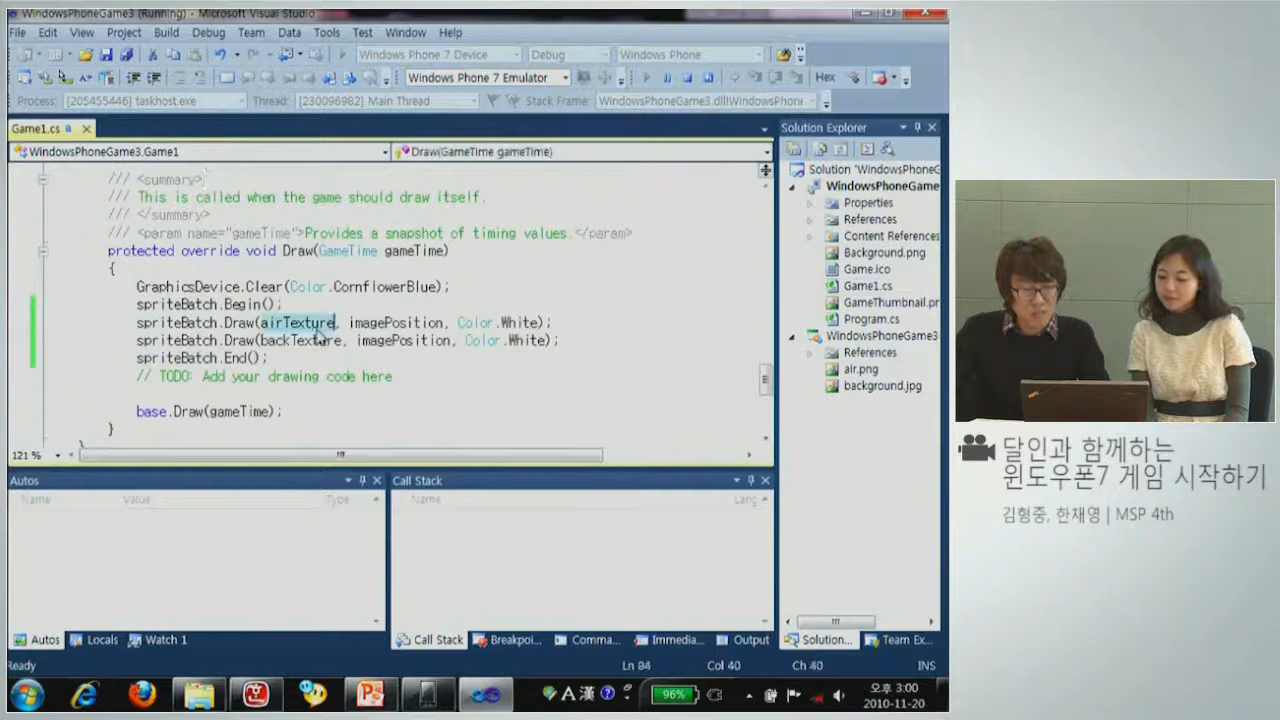 WindowsPhoneGame3 (Running) - Microsoft Visual Studio
File Edit View Project Build Debug Team Data Tools Test Window Help
Windows Phone 7 Device Debug Windows Phone
Windows Phone 7 Emulator Hex
Process: [205455446] taskhost.exe Thread: [230096982] Main Thread Stack Frame: WindowsPhoneGame3.dll!WindowsPhon
Game1.cs
WindowsPhoneGame3.Game1 Draw(GameTime gameTime)
/// <summary>
/// This is called when the game should draw itself.
/// </summary>
/// <param name="gameTime">Provides a snapshot of timing values.</param>
protected override void Draw(GameTime gameTime)
{
GraphicsDevice.Clear(Color.CornflowerBlue);
spriteBatch.Begin();
spriteBatch.Draw(airTexture, imagePosition, Color.White);
spriteBatch.Draw(backTexture, imagePosition, Color.White);
spriteBatch.End();
// TODO: Add your drawing code here
base.Draw(gameTime);
}
}
121 %
Solution Explorer
Solution "WindowsPhoneG
WindowsPhoneGame
Properties
References
Content References
Background.png
Game.ico
Game1.cs
GameThumbnail.pr
Program.cs
WindowsPhoneGame3
References
air.png
background.jpg
Autos
Name Value Type
Call Stack
Name Lang
Autos Locals Watch 1
Call Stack Breakpoi... Comma... Immedia... Output
Solution... Team Ex...
Ready Ln 84 Col 40 Ch 40 INS
96% A 漢 오후 3:00
2010-11-20
달인과 함께하는
윈도우폰7 게임 시작하기
김형중, 한채영 | MSP 4th